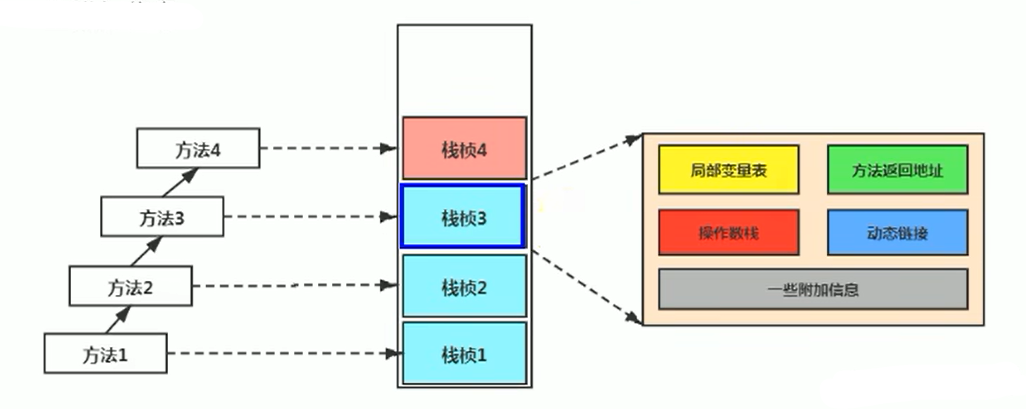 方法4
栈桢4
方法3
栈桢3
方法2
栈桢2
方法1
栈桢1
局部变量表
方法返回地址
操作数栈
动态链接
一些附加信息